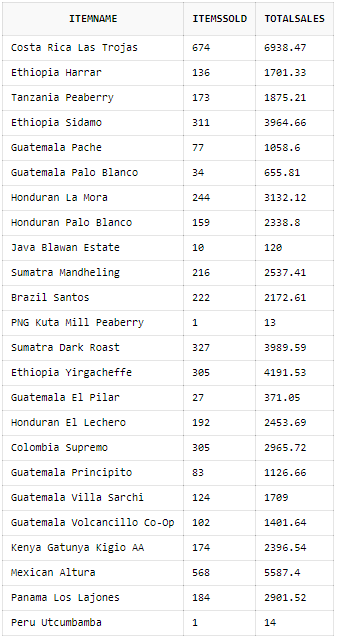 ITEMNAME ITEMSSOLD TOTALSALES
Costa Rica Las Trojas 674 6938.47
Ethiopia Harrar 136 1701.33
Tanzania Peaberry 173 1875.21
Ethiopia Sidamo 311 3964.66
Guatemala Pache 77 1058.6
Guatemala Palo Blanco 34 655.81
Honduran La Mora 244 3132.12
Honduran Palo Blanco 159 2338.8
Java Blawan Estate 10 120
Sumatra Mandheling 216 2537.41
Brazil Santos 222 2172.61
PNG Kuta Mill Peaberry 1 13
Sumatra Dark Roast 327 3989.59
Ethiopia Yirgacheffe 305 4191.53
Guatemala El Pilar 27 371.05
Honduran El Lechero 192 2453.69
Colombia Supremo 305 2965.72
Guatemala Principito 83 1126.66
Guatemala Villa Sarchi 124 1709
Guatemala Volcancillo Co-Op 102 1401.64
Kenya Gatunya Kigio AA 174 2396.54
Mexican Altura 568 5587.4
Panama Los Lajones 184 2901.52
Peru Utcumbamba 1 14